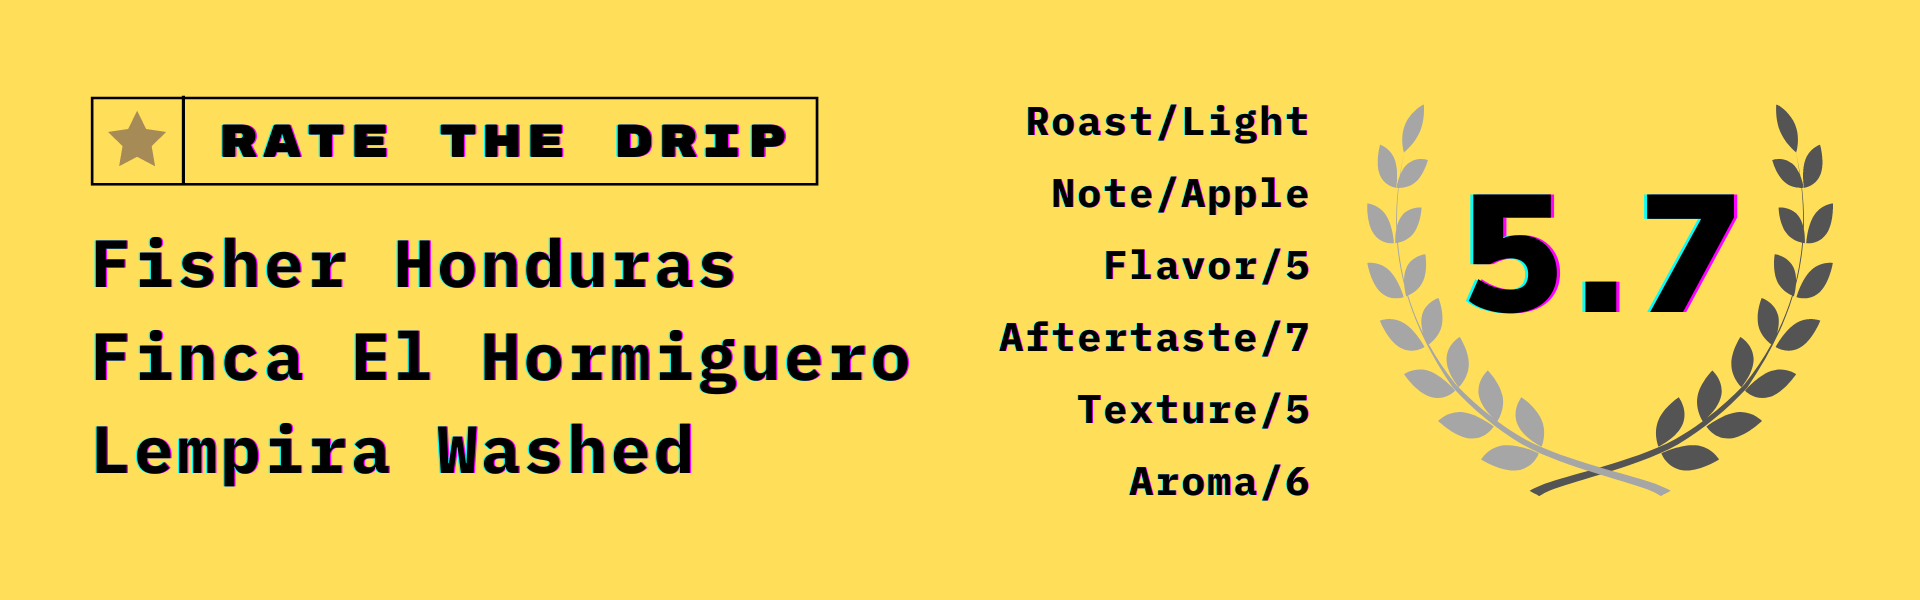 RATE THE DRIP
Fisher Honduras
Finca El Hormiguero
Lempira Washed
Roast/Light
Note/Apple
Flavor/5
Aftertaste/7
Texture/5
Aroma/6
5.7